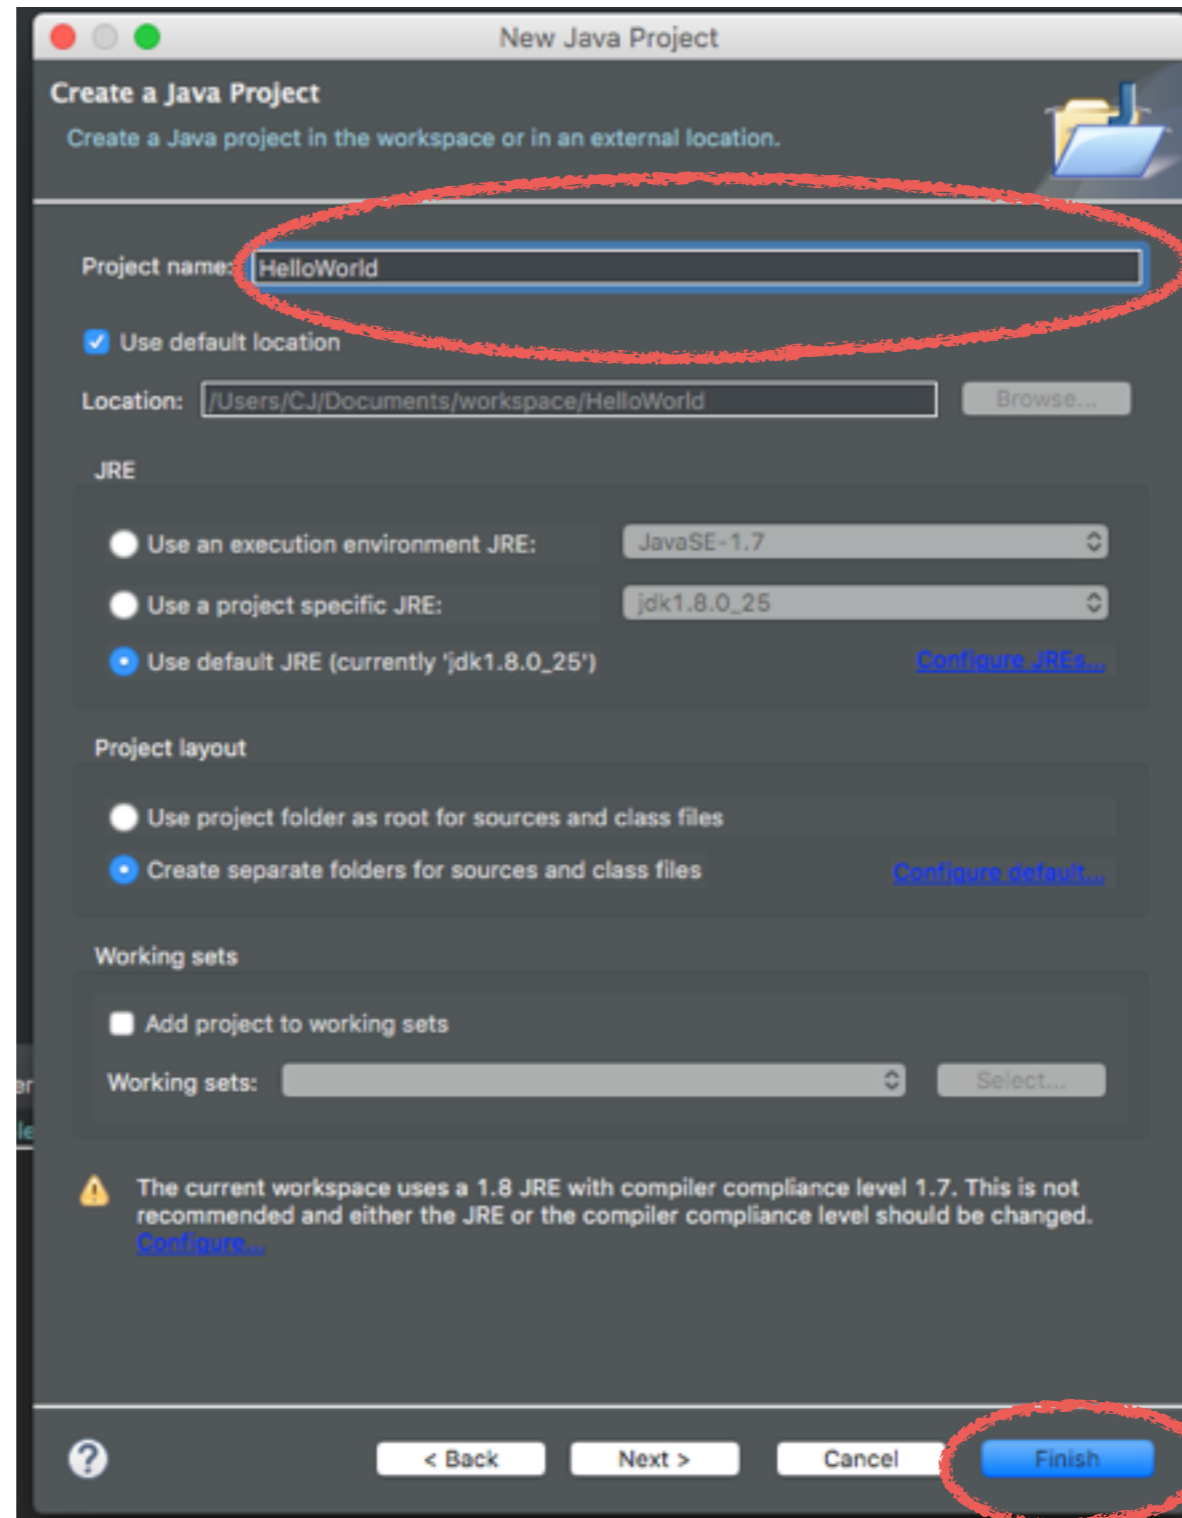 New Java Project
Create a Java Project
Create a Java project in the workspace or in an external location.
Project name: HelloWorld
Use default location
Location: /Users/CJ/Documents/workspace/HelloWorld Browse...
JRE
Use an execution environment JRE: JavaSE-1.7
Use a project specific JRE: jdk1.8.0_25
Use default JRE (currently 'jdk1.8.0_25') Configure JREs...
Project layout
Use project folder as root for sources and class files
Create separate folders for sources and class files Configure default...
Working sets
Add project to working sets
er
Working sets: Select...
le
The current workspace uses a 1.8 JRE with compiler compliance level 1.7. This is not
recommended and either the JRE or the compiler compliance level should be changed.
Configure...
? < Back Next > Cancel Finish